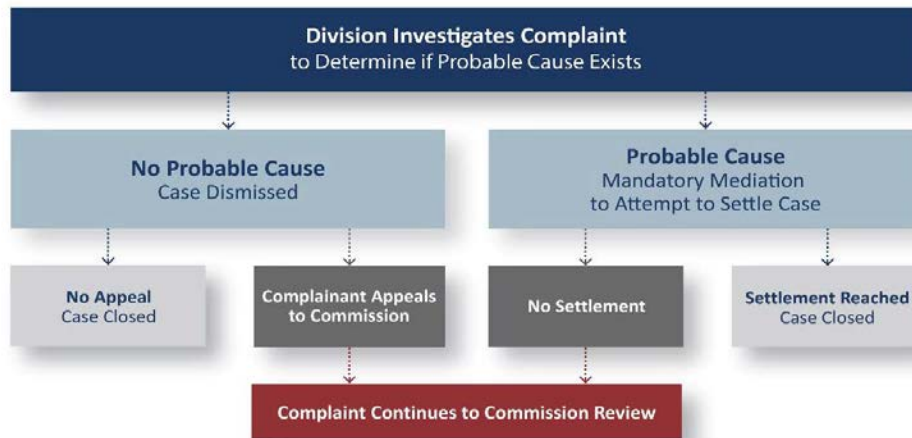 Division Investigates Complaint
to Determine if Probable Cause Exists
No Probable Cause
Case Dismissed
Probable Cause
Mandatory Mediation
to Attempt to Settle Case
No Appeal
Case Closed
Complainant Appeals
to Commission
No Settlement
Settlement Reached
Case Closed
Complaint Continues to Commission Review